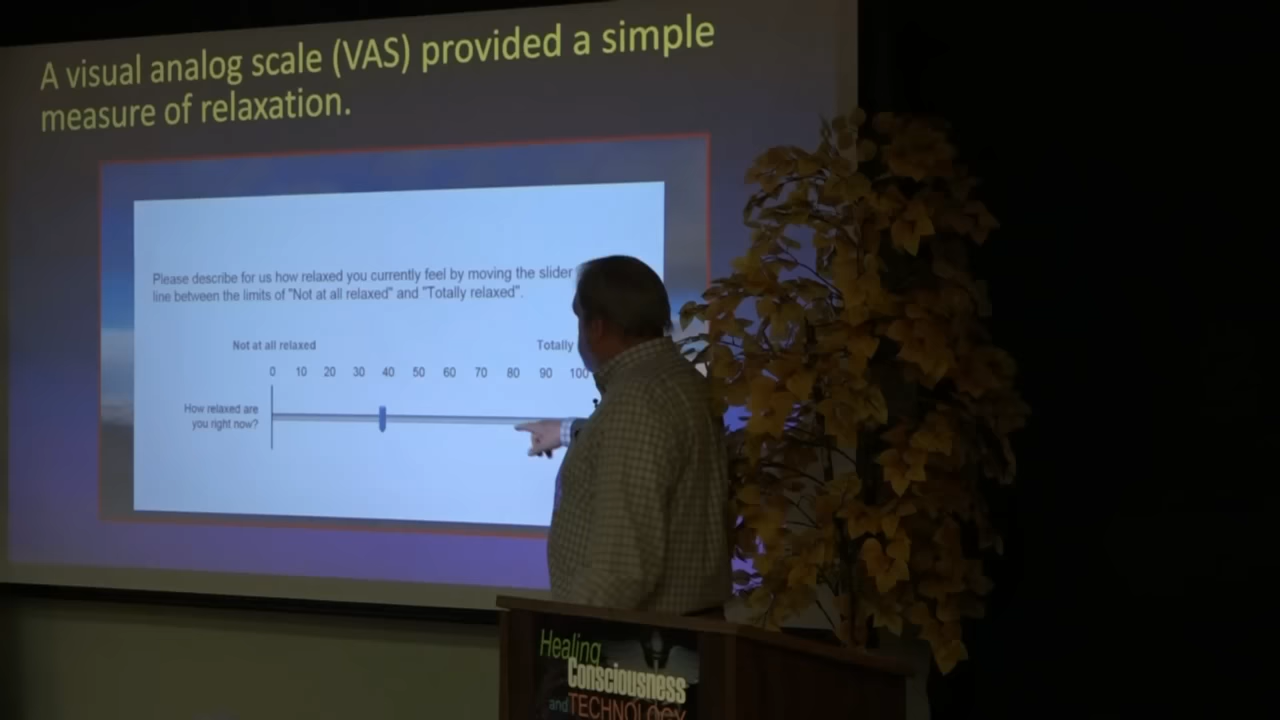 A visual analog scale (VAS) provided a simple
measure of relaxation.
Please describe for us how relaxed you currently feel by moving the slider
line between the limits of "Not at all relaxed" and "Totally relaxed".
Not at all relaxed Totally
0 10 20 30 40 50 60 70 80 90 100
How relaxed are
you right now?
Healing
Consciousness
and TECHNOLOGY